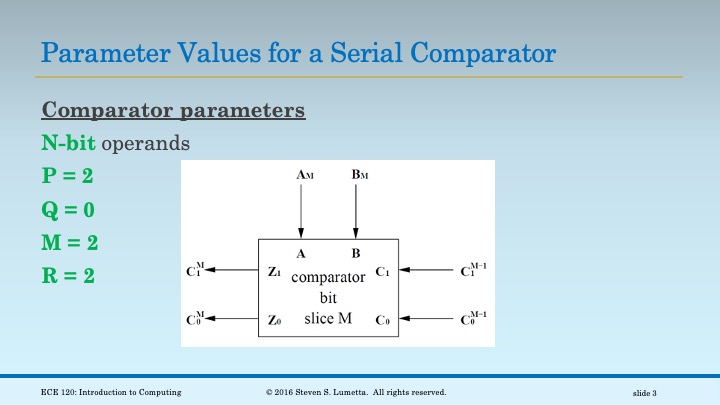 Parameter Values for a Serial Comparator
Comparator parameters
N-bit operands
P = 2
Q = 0
M = 2
R = 2
A_M B_M
A B
C_1^M Z_1 comparator C_1 C_1^{M-1}
bit
C_0^M Z_0 slice M C_0 C_0^{M-1}
ECE 120: Introduction to Computing © 2016 Steven S. Lumetta. All rights reserved. slide 3